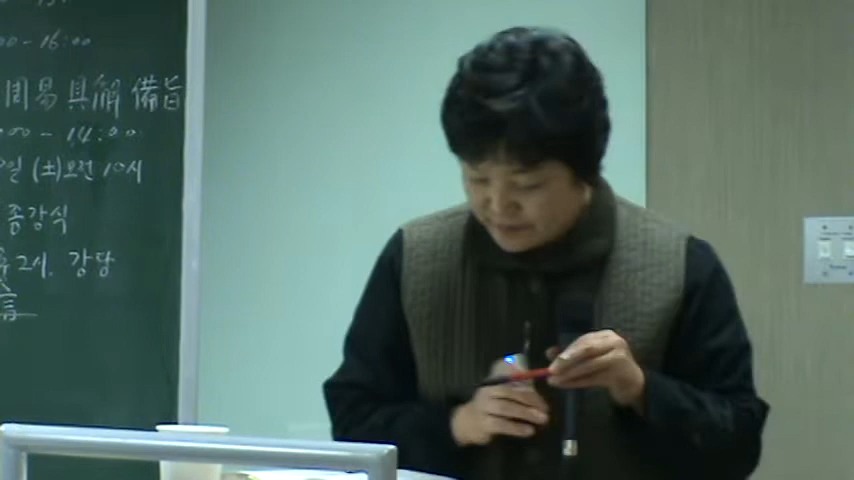 00 - 16:00
周易具解 備旨
00 - 14:00
일 (土) 오전 10시
종강식
2시. 강당